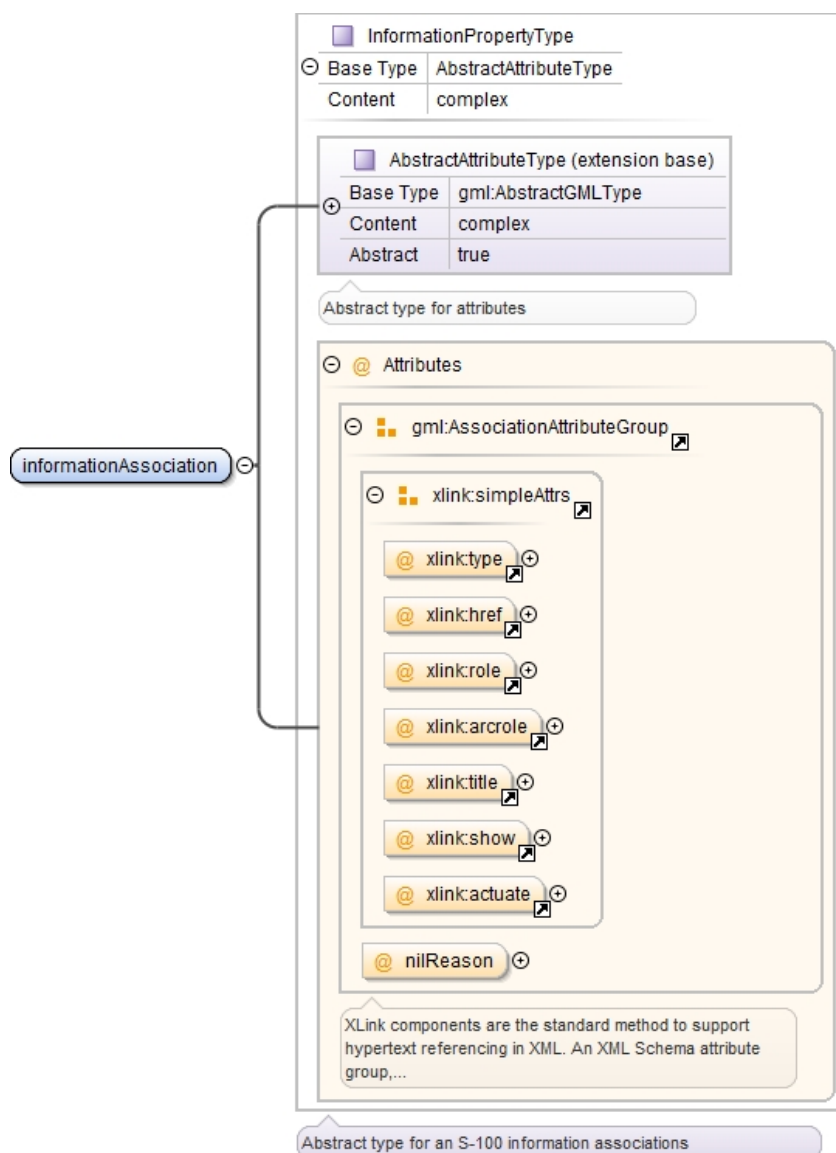 InformationPropertyType
Base Type AbstractAttributeType
Content complex
AbstractAttributeType (extension base)
Base Type gml:AbstractGMLType
Content complex
Abstract true
Abstract type for attributes
@ Attributes
gml:AssociationAttributeGroup
informationAssociation
xlink:simpleAttrs
@ xlink:type
@ xlink:href
@ xlink:role
@ xlink:arcrole
@ xlink:title
@ xlink:show
@ xlink:actuate
@ nilReason
XLink components are the standard method to support
hypertext referencing in XML. An XML Schema attribute
group,...
Abstract type for an S-100 information associations